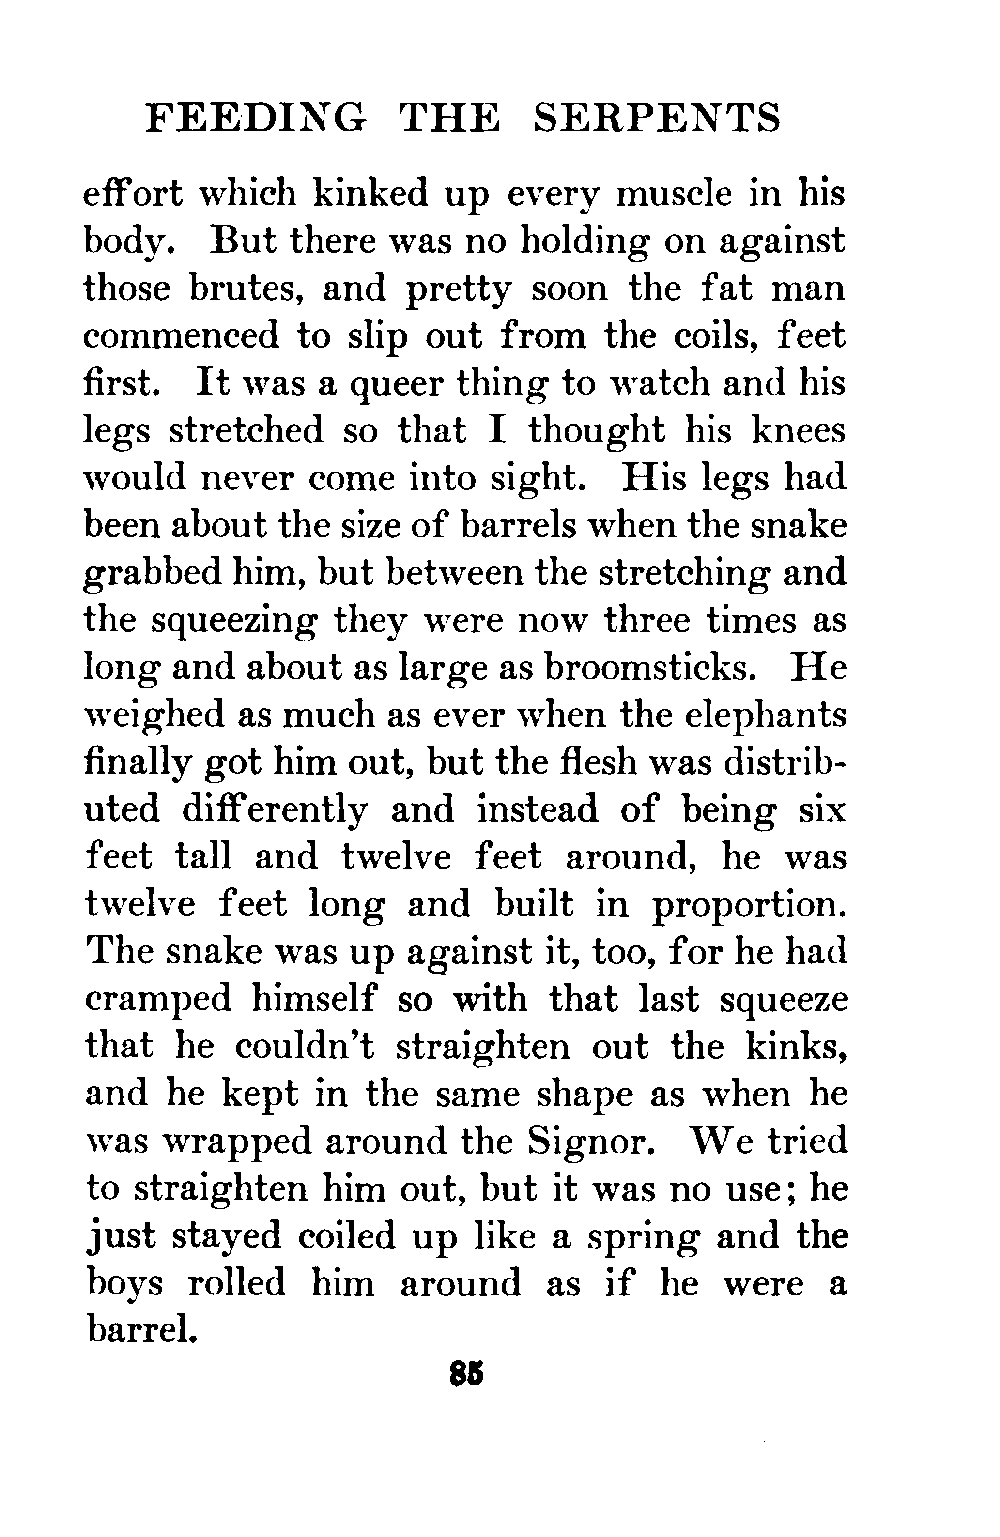 FEEDING THE SERPENTS
effort which kinked up every muscle in his
body. But there was no holding on against
those brutes, and pretty soon the fat man
commenced to slip out from the coils, feet
first. It was a queer thing to watch and his
legs stretched so that I thought his knees
would never come into sight. His legs had
been about the size of barrels when the snake
grabbed him, but between the stretching and
the squeezing they were now three times as
long and about as large as broomsticks. He
weighed as much as ever when the elephants
finally got him out, but the flesh was distrib-
uted differently and instead of being six
feet tall and twelve feet around, he was
twelve feet long and built in proportion.
The snake was up against it, too, for he had
cramped himself so with that last squeeze
that he couldn't straighten out the kinks,
and he kept in the same shape as when he
was wrapped around the Signor. We tried
to straighten him out, but it was no use; he
just stayed coiled up like a spring and the
boys rolled him around as if he were a
barrel.
85